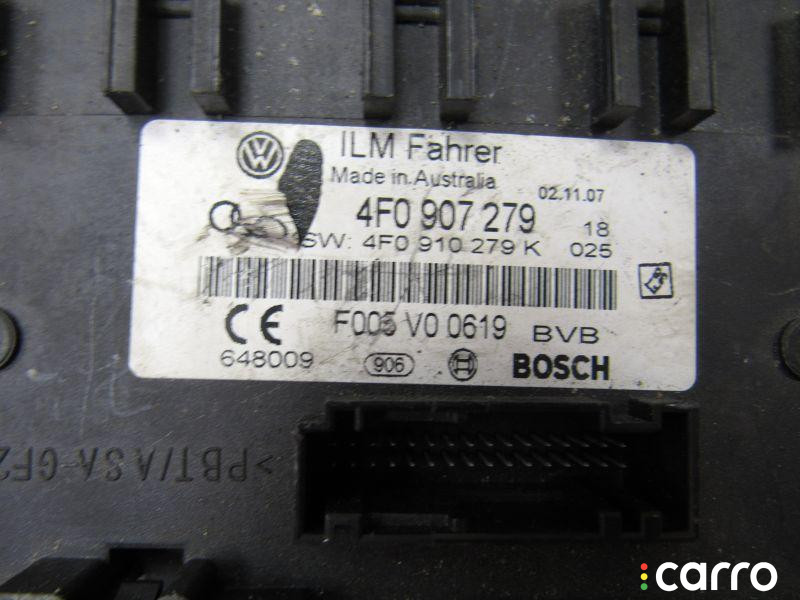 ILM Fahrer
Made in Australia 02.11.07
4F0 907 279 18
SW: 4F0 910 279 K 025
F005 V0 0619 BVB
648009 906 BOSCH
>PBT/ASA-GF2
carro